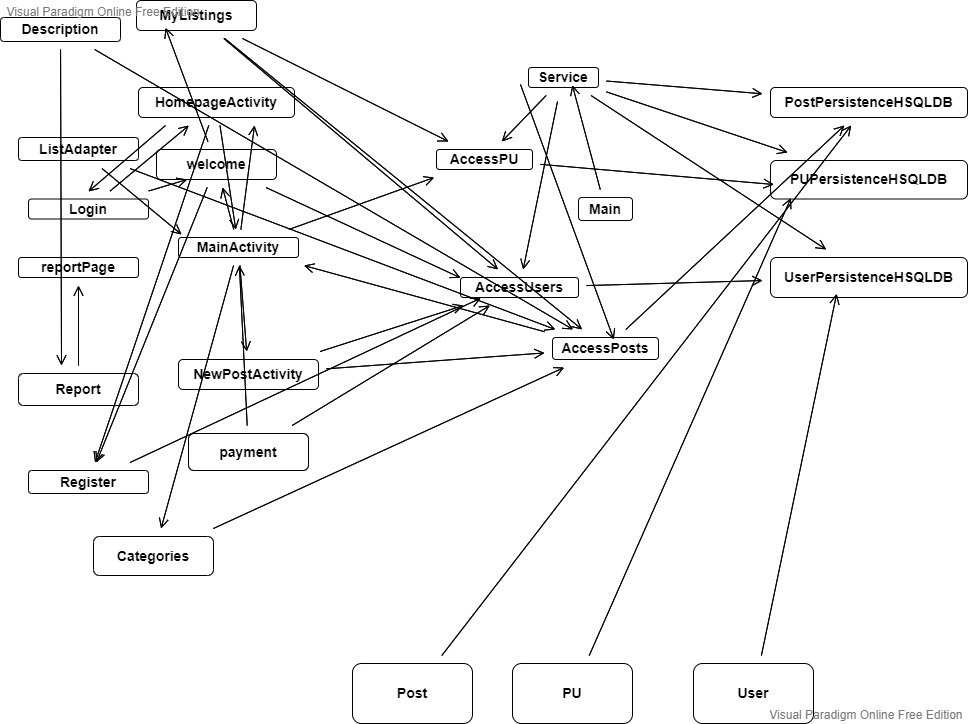 Visual Paradigm Online Free Edition
MyListings
Description
Service
HomepageActivity
PostPersistenceHSQLDB
ListAdapter
welcome
AccessPU
PUPersistenceHSQLDB
Login
Main
MainActivity
reportPage
AccessUsers
UserPersistenceHSQLDB
AccessPosts
NewPostActivity
Report
payment
Register
Categories
Post
PU
User
Visual Paradigm Online Free Edition